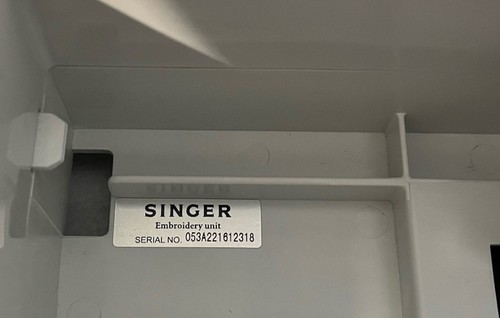 SINGER
Embroidery unit
SERIAL NO. 053A221612318